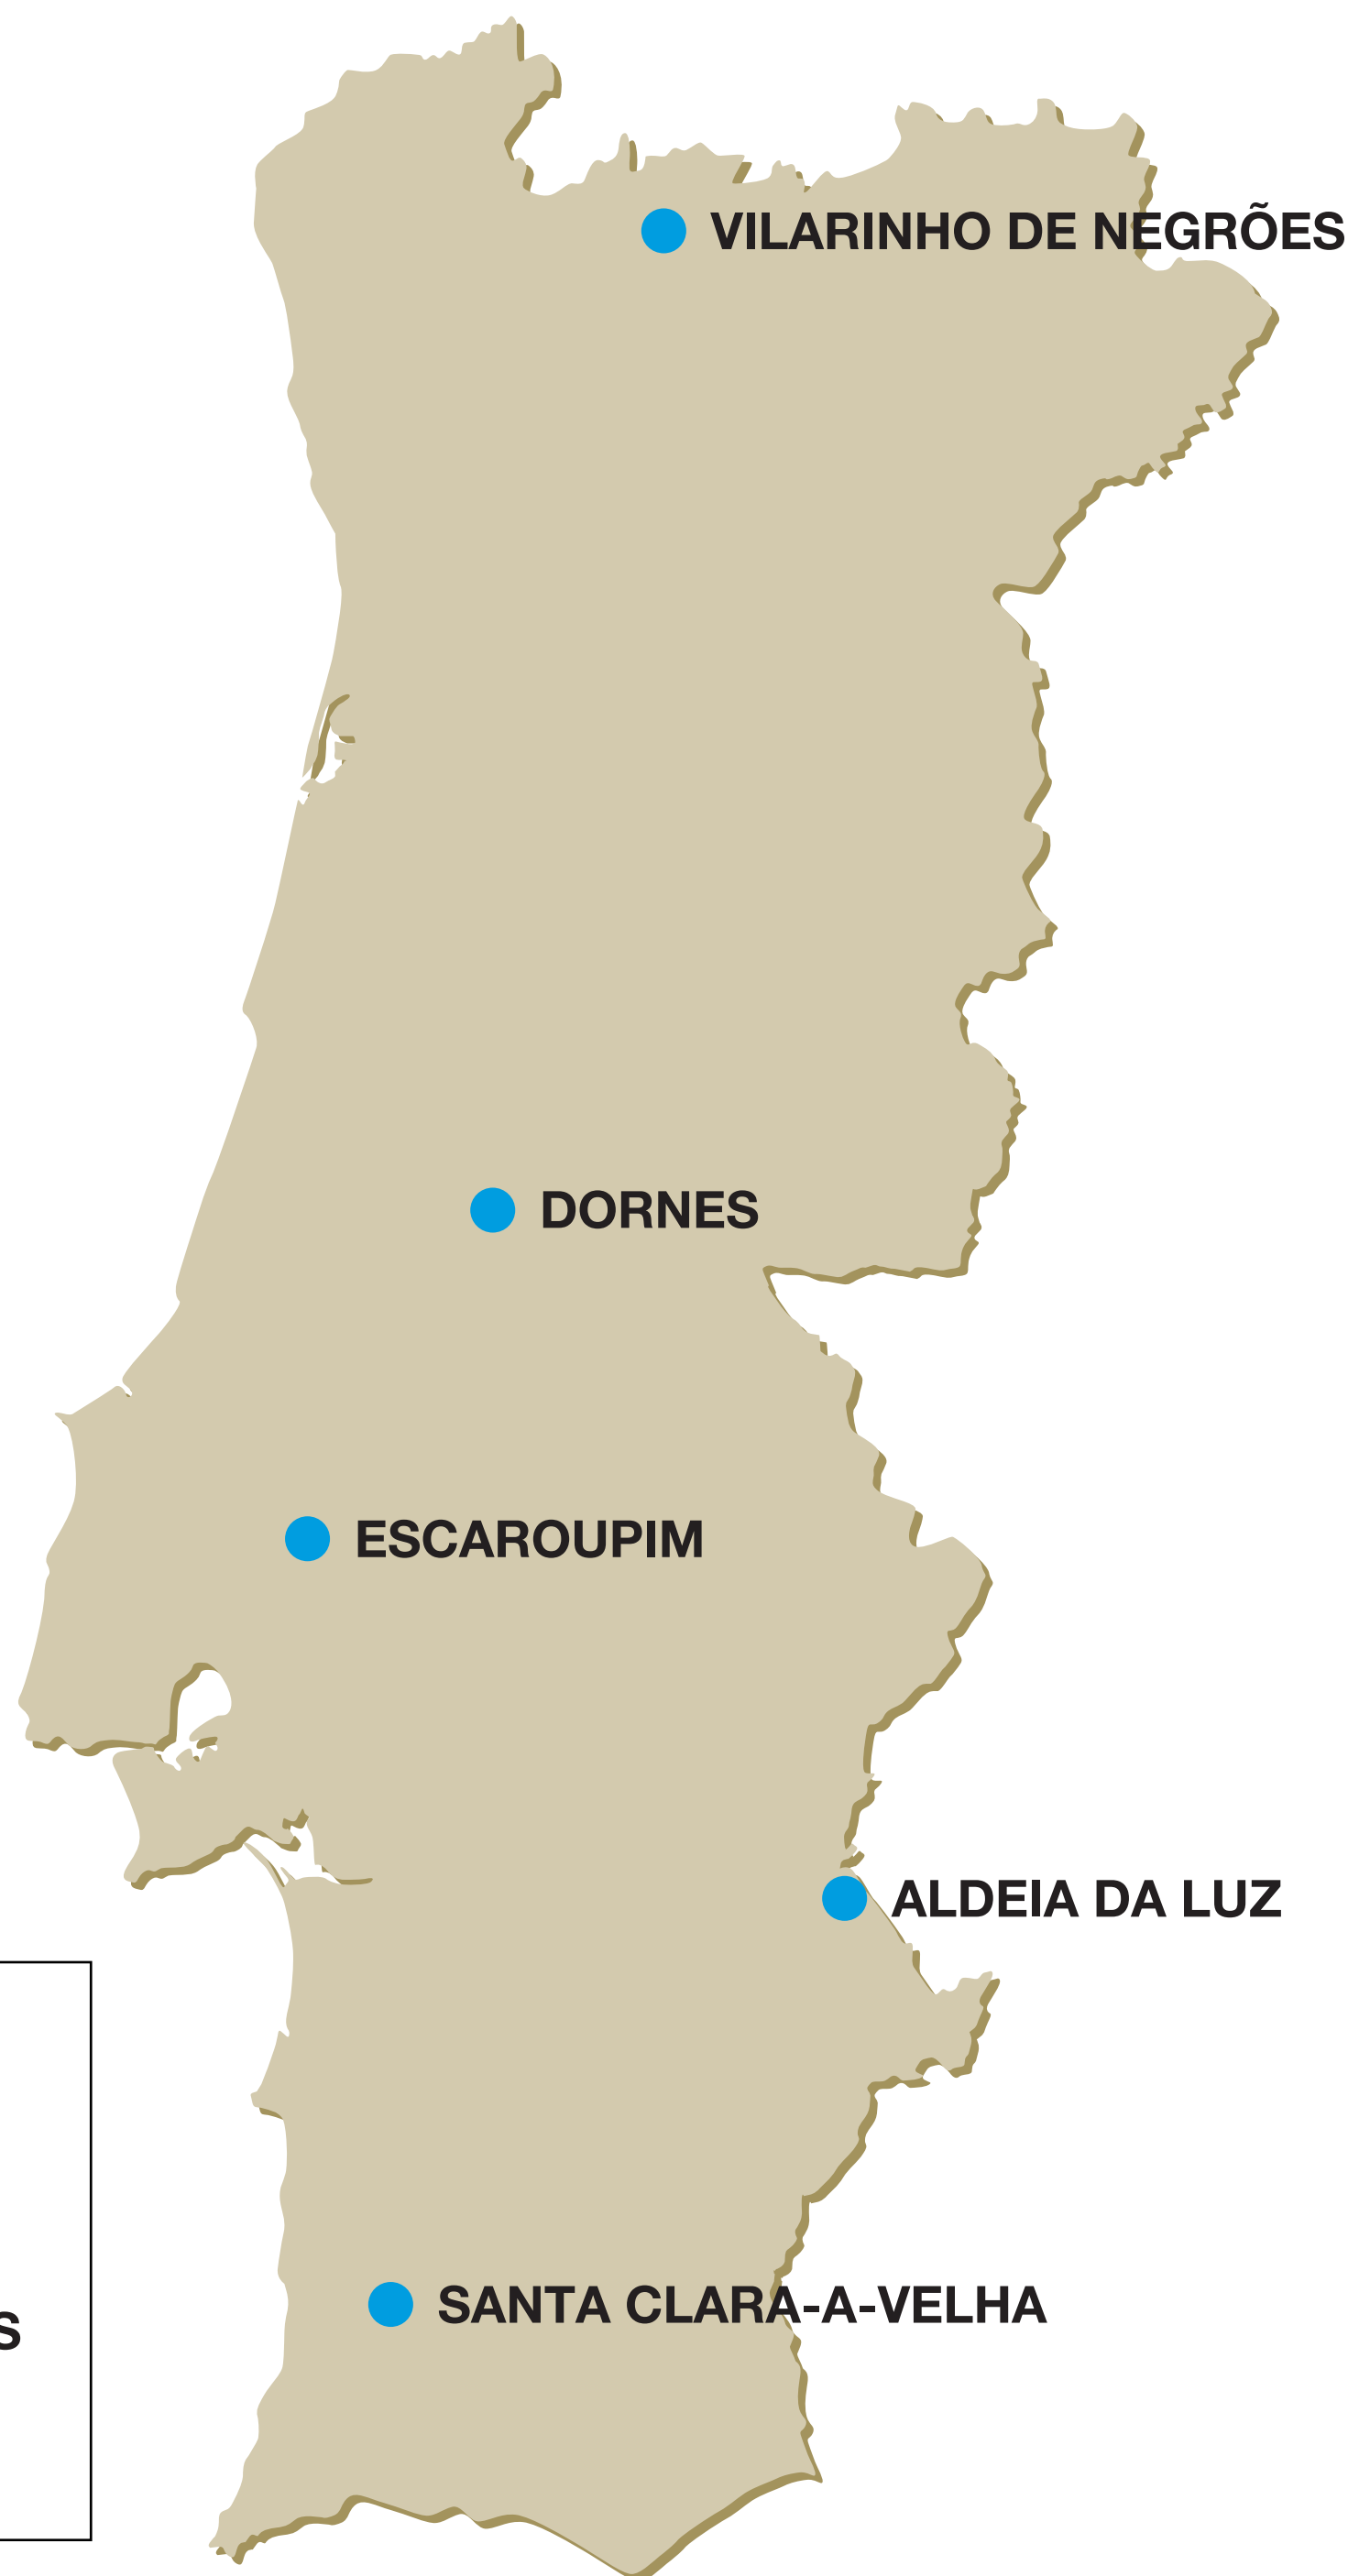 VILARINHO DE NEGRÕES
DORNES
ESCAROUPIM
ALDEIA DA LUZ
SANTA CLARA-A-VELHA
S